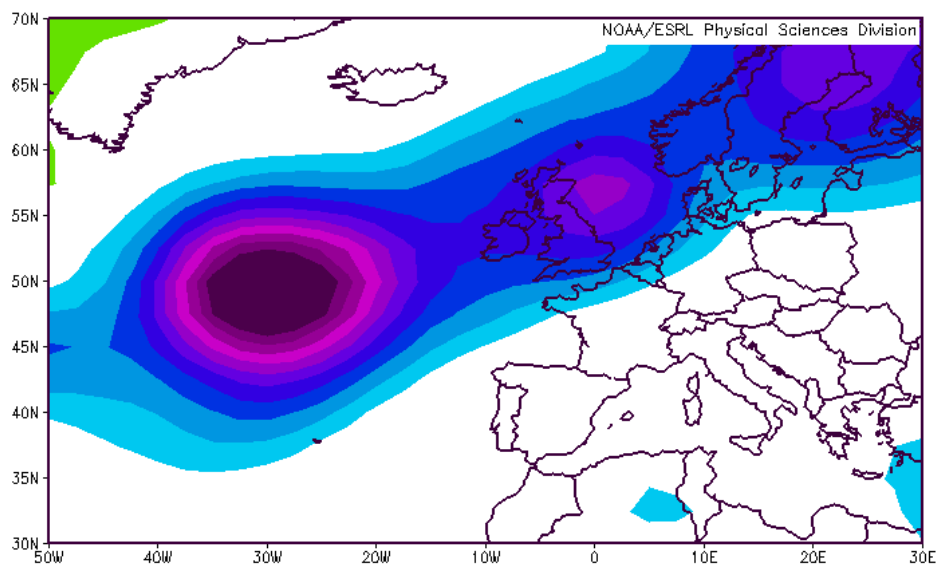 70N
NOAA/ESRL Physical Sciences Division
65N
60N
55N
50N
45N
40N
35N
30N
50W 40W 30W 20W 10W 0 10E 20E 30E